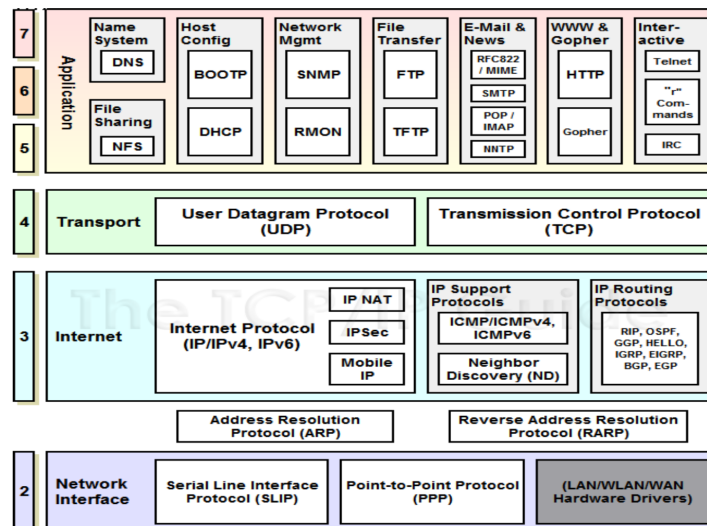 7
6
5
Application
Name
System
DNS
File
Sharing
NFS
Host
Config
BOOTP
DHCP
Network
Mgmt
SNMP
RMON
File
Transfer
FTP
TFTP
E-Mail &
News
RFC822
/ MIME
SMTP
POP /
IMAP
NNTP
WWW &
Gopher
HTTP
Gopher
Inter-
active
Telnet
"r"
Com-
mands
IRC
4
Transport
User Datagram Protocol
(UDP)
Transmission Control Protocol
(TCP)
The TCP/IP Guide
3
Internet
Internet Protocol
(IP/IPv4, IPv6)
IP NAT
IPSec
Mobile
IP
IP Support
Protocols
ICMP/ICMPv4,
ICMPv6
Neighbor
Discovery (ND)
IP Routing
Protocols
RIP, OSPF,
GGP, HELLO,
IGRP, EIGRP,
BGP, EGP
Address Resolution
Protocol (ARP)
Reverse Address Resolution
Protocol (RARP)
2
Network
Interface
Serial Line Interface
Protocol (SLIP)
Point-to-Point Protocol
(PPP)
(LAN/WLAN/WAN
Hardware Drivers)